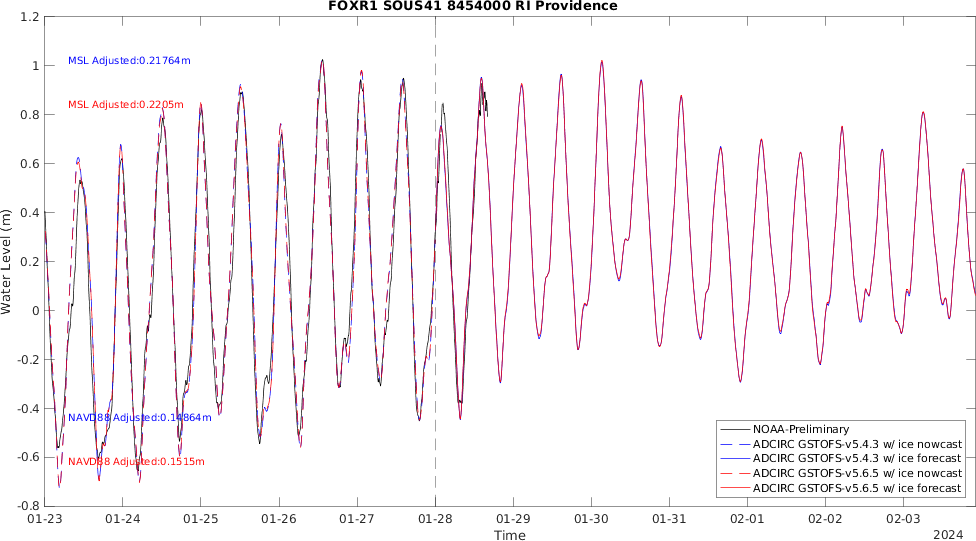 FOXR1 SOUS41 8454000 RI Providence
Water Level (m)
1.2
1
0.8
0.6
0.4
0.2
0
-0.2
-0.4
-0.6
-0.8
MSL Adjusted:0.21764m
MSL Adjusted:0.2205m
NAVD88 Adjusted:0.14864m
NAVD88 Adjusted:0.1515m
NOAA-Preliminary
ADCIRC GSTOFS-v5.4.3 w/ ice nowcast
ADCIRC GSTOFS-v5.4.3 w/ ice forecast
ADCIRC GSTOFS-v5.6.5 w/ ice nowcast
ADCIRC GSTOFS-v5.6.5 w/ ice forecast
01-23 01-24 01-25 01-26 01-27 01-28 01-29 01-30 01-31 02-01 02-02 02-03
Time
2024